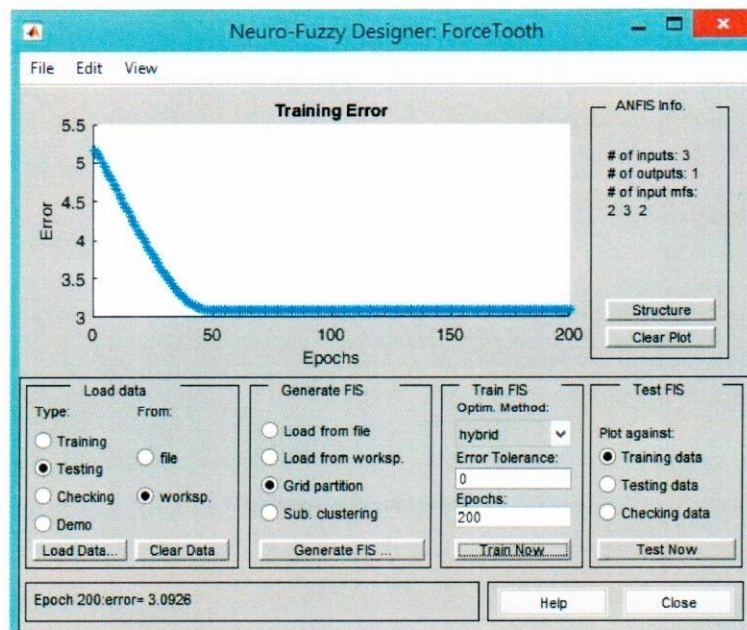 Neuro-Fuzzy Designer: ForceTooth
File Edit View
Training Error
5.5
5
4.5
4
3.5
3
Error
0 50 100 150 200
Epochs
ANFIS Info.
# of inputs: 3
# of outputs: 1
# of input mfs:
2 3 2
Structure
Clear Plot
Load data
Type: From:
Training
Testing
Checking
Demo
file
worksp.
Load Data... Clear Data
Generate FIS
Load from file
Load from worksp.
Grid partition
Sub. clustering
Generate FIS ...
Train FIS
Optim. Method:
hybrid
Error Tolerance:
0
Epochs:
200
Train Now
Test FIS
Plot against:
Training data
Testing data
Checking data
Test Now
Epoch 200:error= 3.0926
Help Close